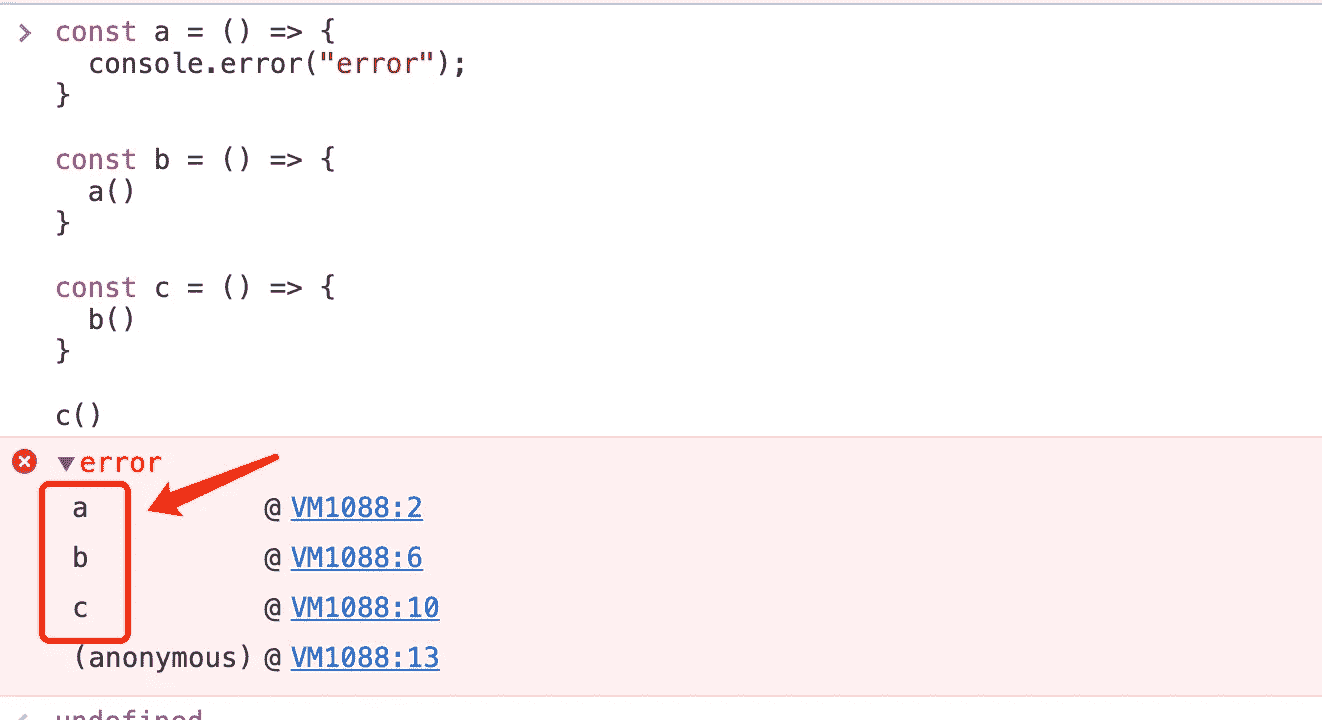 const a = () => {
  console.error("error");
}
const b = () => {
  a()
}
const c = () => {
  b()
}
c()
error
a @ VM1088:2
b @ VM1088:6
c @ VM1088:10
(anonymous) @ VM1088:13
undefined